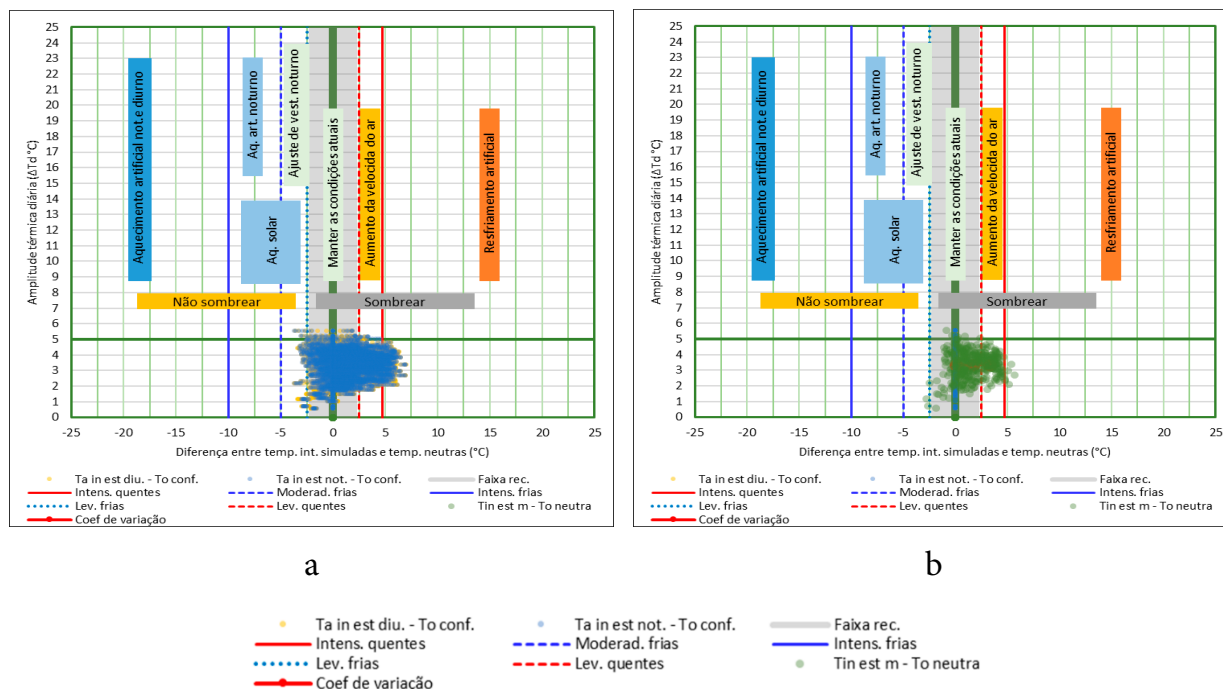 25
24
23
22
21
20
19
18
17
16
15
14
13
12
11
10
9
8
7
6
5
4
3
2
1
0
Amplitude térmica diária (ΔTd °C)
Aquecimento artificial not.e diurno
Aq. art. noturno
Ajuste de vest. noturno
Aq. solar
Manter as condições atuais
Aumento da velocida do ar
Resfriamento artificial
Não sombrear
Sombrear
-25 -20 -15 -10 -5 0 5 10 15 20 25
Diferença entre temp. int. simuladas e temp. neutras (°C)
Ta in est diu. - To conf. Ta in est not. - To conf. Faixa rec.
Intens. quentes Moderad. frias Intens. frias
Lev. frias Lev. quentes Tin est m - To neutra
Coef de variação
a
25
24
23
22
21
20
19
18
17
16
15
14
13
12
11
10
9
8
7
6
5
4
3
2
1
0
Amplitude térmica diária (ΔTd °C)
Aquecimento artificial not.e diurno
Aq. art. noturno
Ajuste de vest. noturno
Aq. solar
Manter as condições atuais
Aumento da velocida do ar
Resfriamento artificial
Não sombrear
Sombrear
-25 -20 -15 -10 -5 0 5 10 15 20 25
Diferença entre temp. int. simuladas e temp. neutras (°C)
Ta in est diu. - To conf. Ta in est not. - To conf. Faixa rec.
Intens. quentes Moderad. frias Intens. frias
Lev. frias Lev. quentes Tin est m - To neutra
Coef de variação
b
Ta in est diu. - To conf. Ta in est not. - To conf. Faixa rec.
Intens. quentes Moderad. frias Intens. frias
Lev. frias Lev. quentes Tin est m - To neutra
Coef de variação